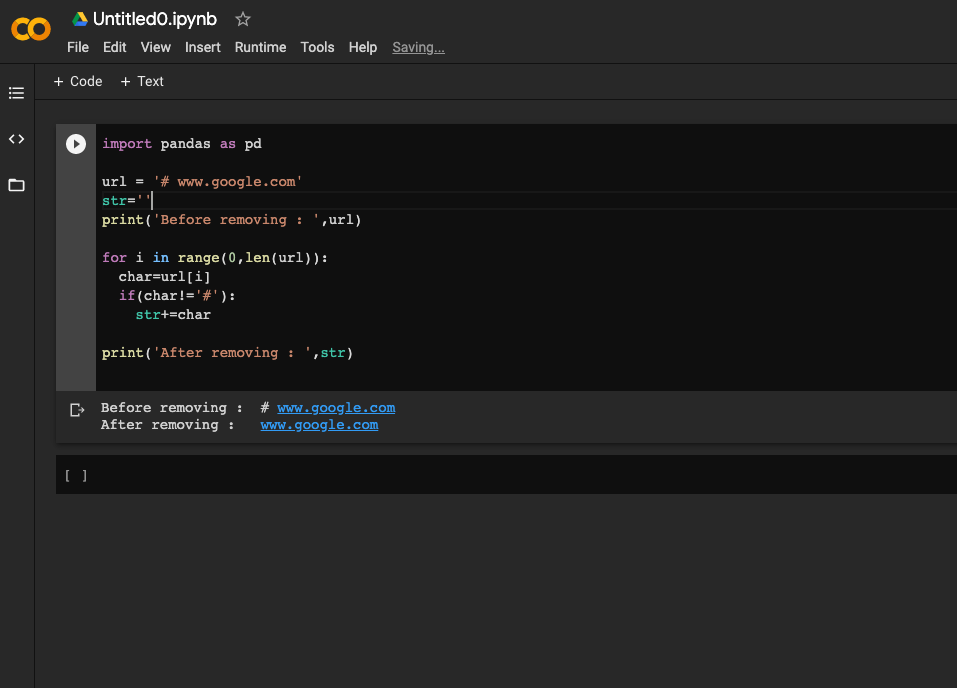 Untitled0.ipynb
File Edit View Insert Runtime Tools Help Saving...
+ Code + Text
import pandas as pd
url = '# www.google.com'
str=''
print('Before removing : ',url)
for i in range(0,len(url)):
  char=url[i]
  if(char!='#'):
    str+=char
print('After removing : ',str)
Before removing :  # www.google.com
After removing :   www.google.com
[ ]